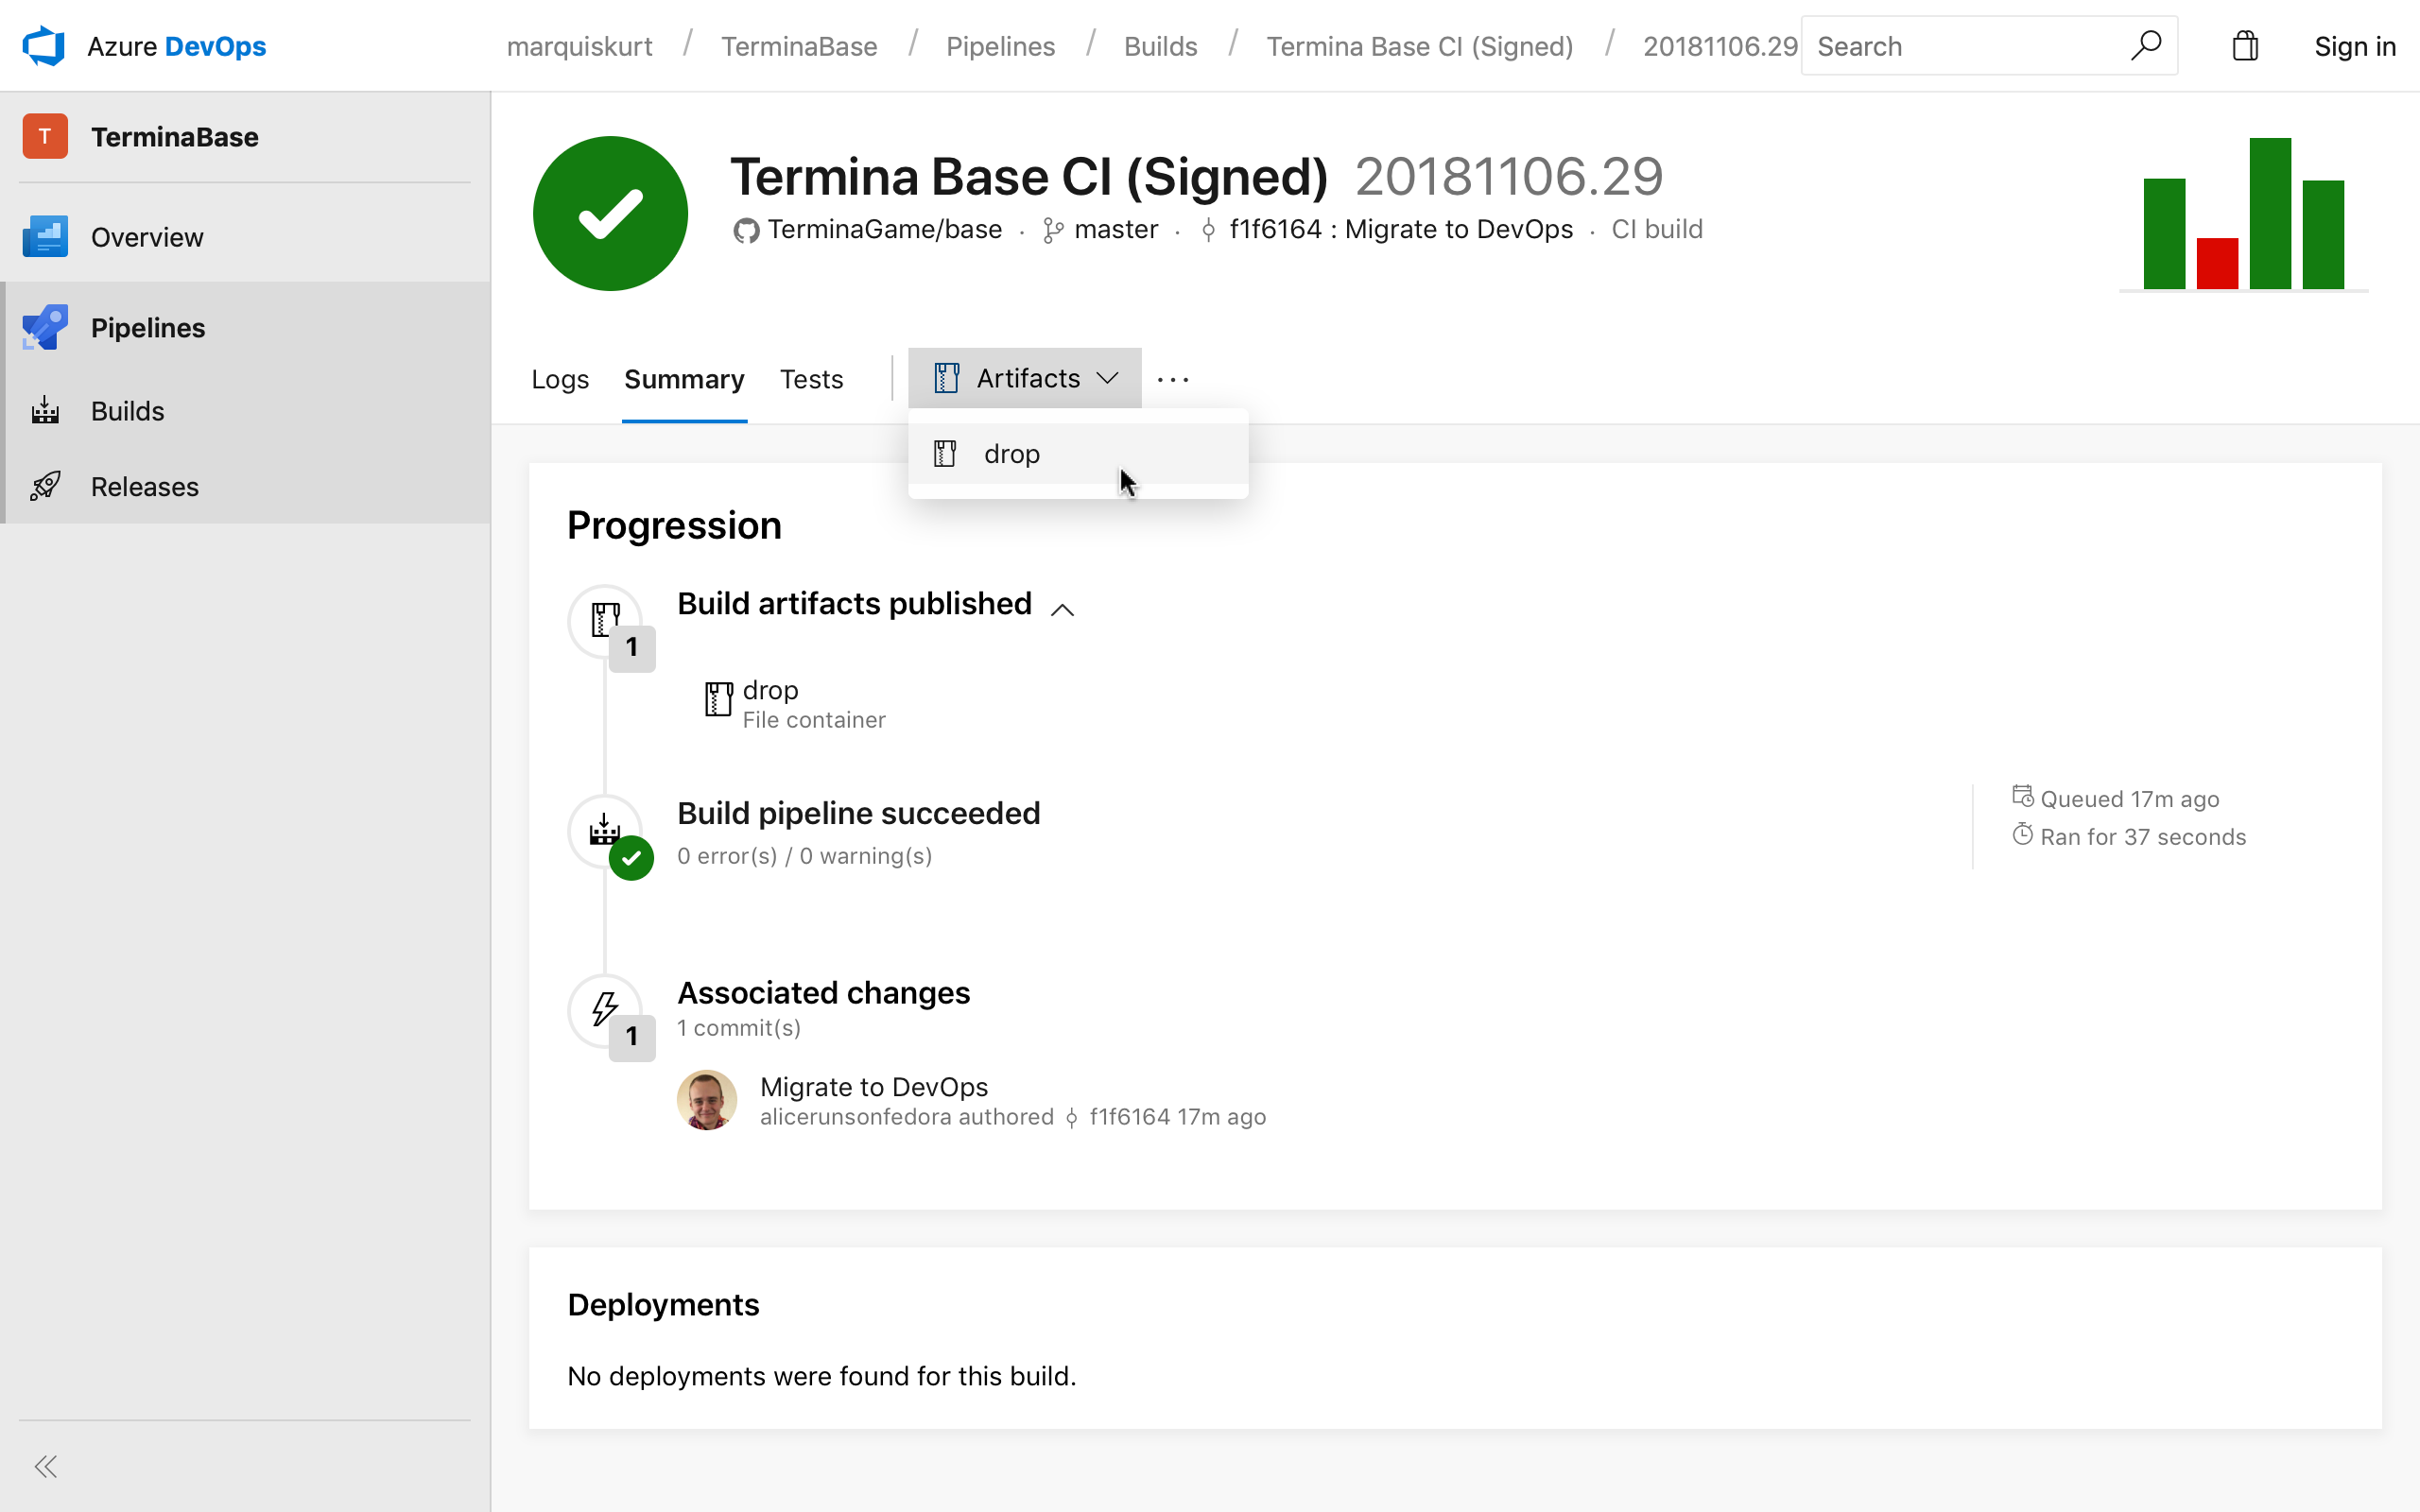 Azure DevOps
marquiskurt / TerminaBase / Pipelines / Builds / Termina Base CI (Signed) / 20181106.29
Search
Sign in
T
TerminaBase
Overview
Pipelines
Builds
Releases
Termina Base CI (Signed) 20181106.29
TerminaGame/base · master · f1f6164 : Migrate to DevOps · CI build
Logs
Summary
Tests
Artifacts
drop
Progression
1
Build artifacts published
drop
File container
Build pipeline succeeded
0 error(s) / 0 warning(s)
Queued 17m ago
Ran for 37 seconds
1
Associated changes
1 commit(s)
Migrate to DevOps
alicerunsonfedora authored f1f6164 17m ago
Deployments
No deployments were found for this build.